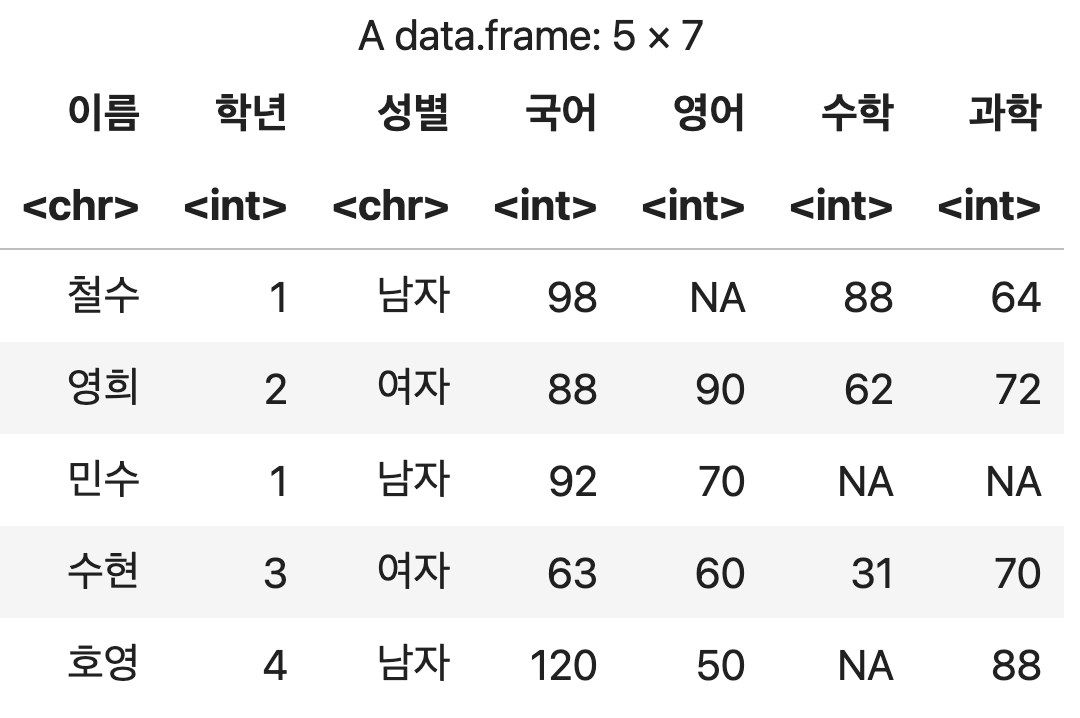 A data.frame: 5 × 7
이름 학년 성별 국어 영어 수학 과학
<chr> <int> <chr> <int> <int> <int> <int>
철수 1 남자 98 NA 88 64
영희 2 여자 88 90 62 72
민수 1 남자 92 70 NA NA
수현 3 여자 63 60 31 70
호영 4 남자 120 50 NA 88